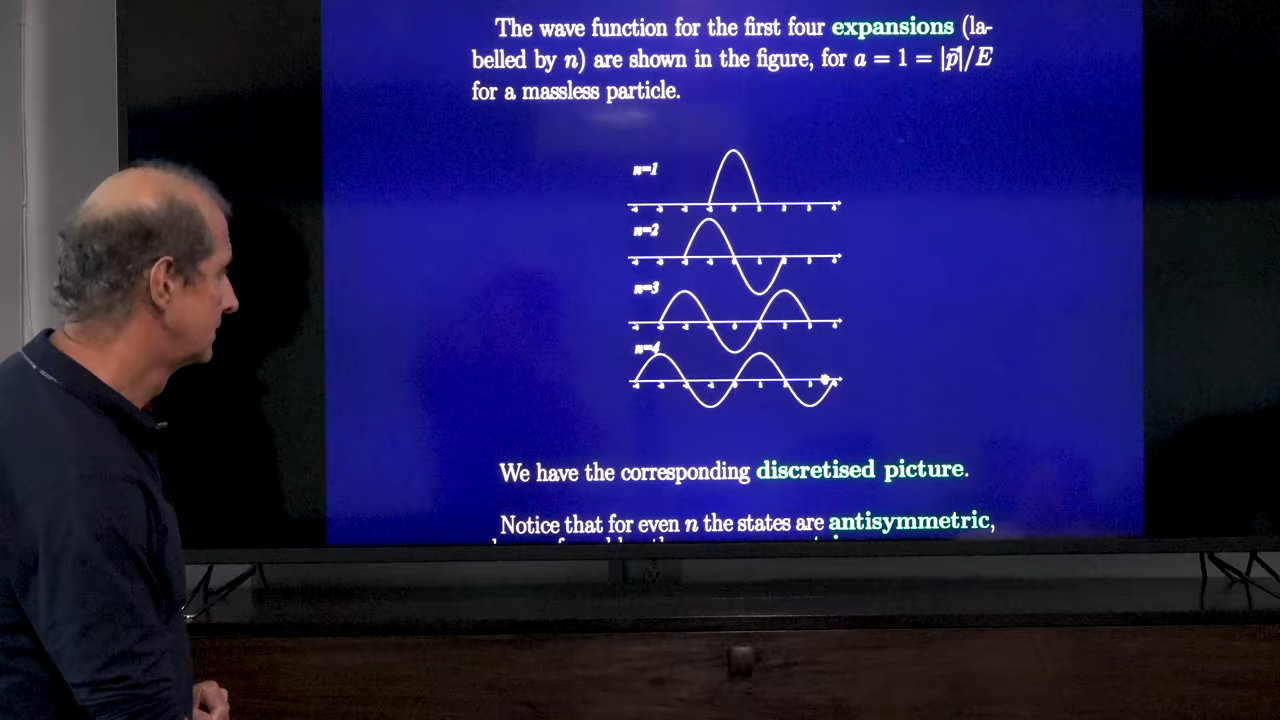 The wave function for the first four expansions (la-
belled by n) are shown in the figure, for a = 1 = |p⃗|/E
for a massless particle.
n=1
n=2
n=3
n=4
We have the corresponding discretised picture.
Notice that for even n the states are antisymmetric,